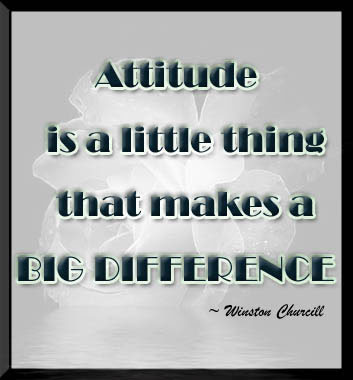 Attitude
is a little thing
that makes a
BIG DIFFERENCE
~ Winston Churcill